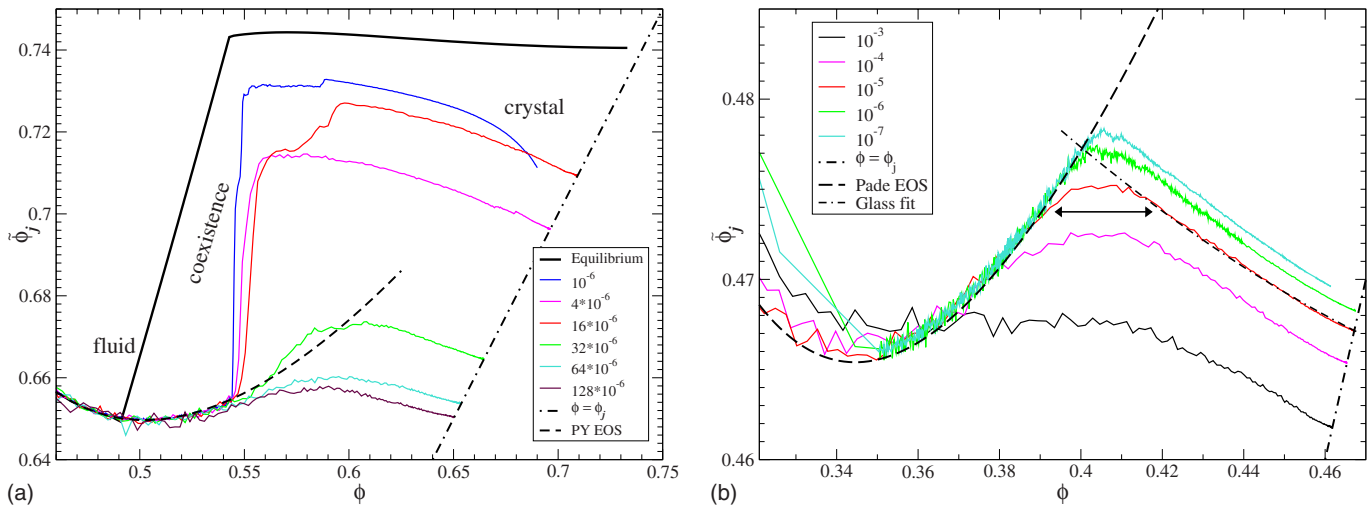 0.74
0.72
0.7
0.68
0.66
0.64
0.5
0.55
0.6
0.65
0.7
0.75
ϕ
ϕ̃j
fluid
coexistence
crystal
Equilibrium
10⁻⁶
4*10⁻⁶
16*10⁻⁶
32*10⁻⁶
64*10⁻⁶
128*10⁻⁶
ϕ = ϕj
PY EOS
(a)
0.48
0.47
0.46
0.34
0.36
0.38
0.4
0.42
0.44
0.46
ϕ
ϕ̃j
10⁻³
10⁻⁴
10⁻⁵
10⁻⁶
10⁻⁷
ϕ = ϕj
Pade EOS
Glass fit
(b)